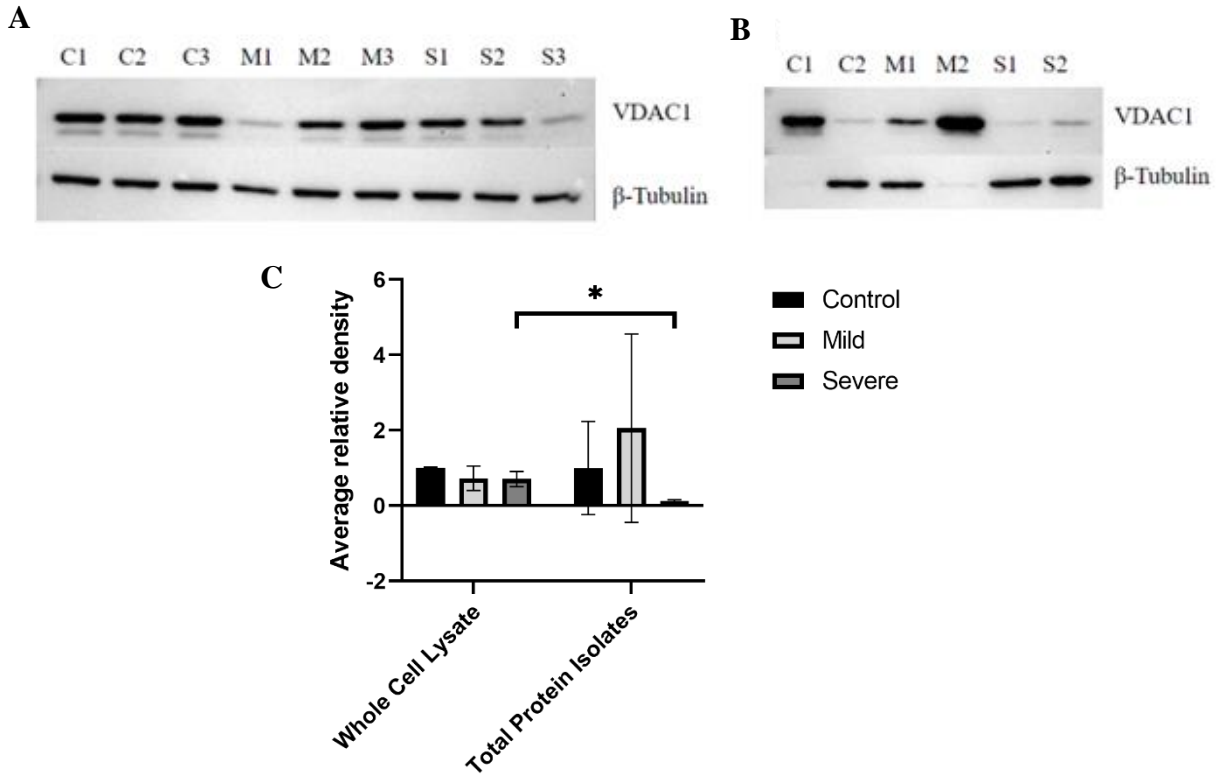 A
C1 C2 C3 M1 M2 M3 S1 S2 S3
VDAC1
β-Tubulin
B
C1 C2 M1 M2 S1 S2
VDAC1
β-Tubulin
C
Average relative density
6
4
2
0
-2
*
Whole Cell Lysate
Total Protein Isolates
Control
Mild
Severe